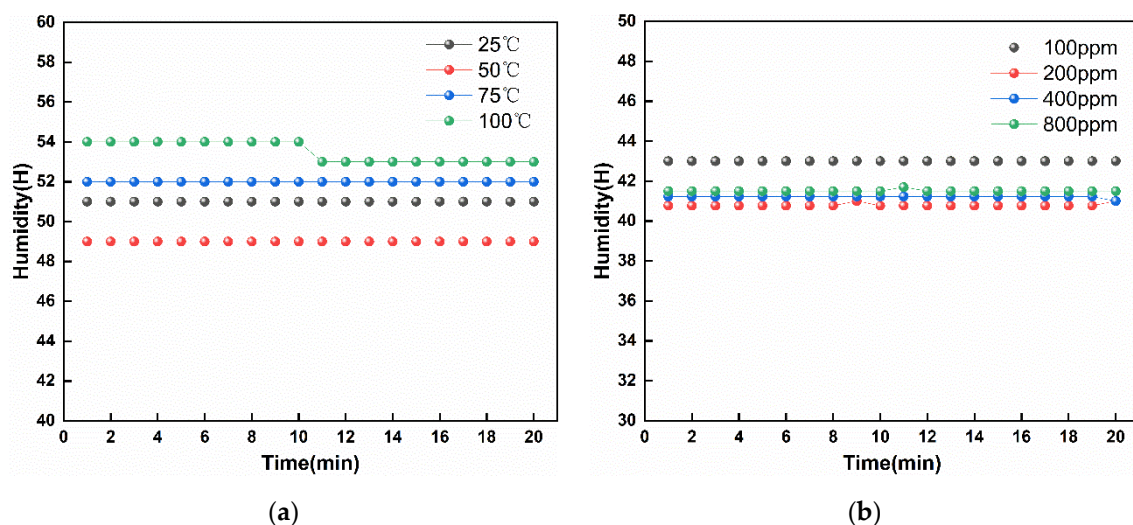 60
58
56
54
52
50
48
46
44
42
40
Humidity(H)
25℃
50℃
75℃
100℃
0 2 4 6 8 10 12 14 16 18 20
Time(min)
(a)
50
48
46
44
42
40
38
36
34
32
30
Humidity(H)
100ppm
200ppm
400ppm
800ppm
0 2 4 6 8 10 12 14 16 18 20
Time(min)
(b)